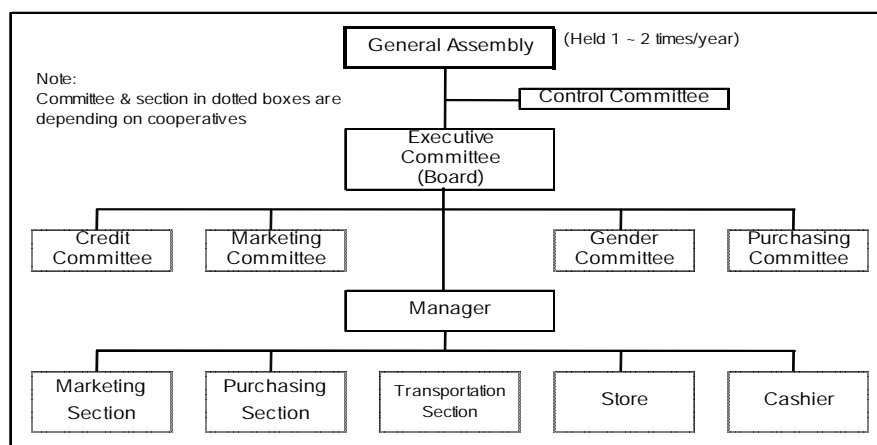 General Assembly
(Held 1 ~ 2 times/year)
Note:
Committee & section in dotted boxes are
depending on cooperatives
Control Committee
Executive
Committee
(Board)
Credit
Committee
Marketing
Committee
Gender
Committee
Purchasing
Committee
Manager
Marketing
Section
Purchasing
Section
Transportation
Section
Store
Cashier